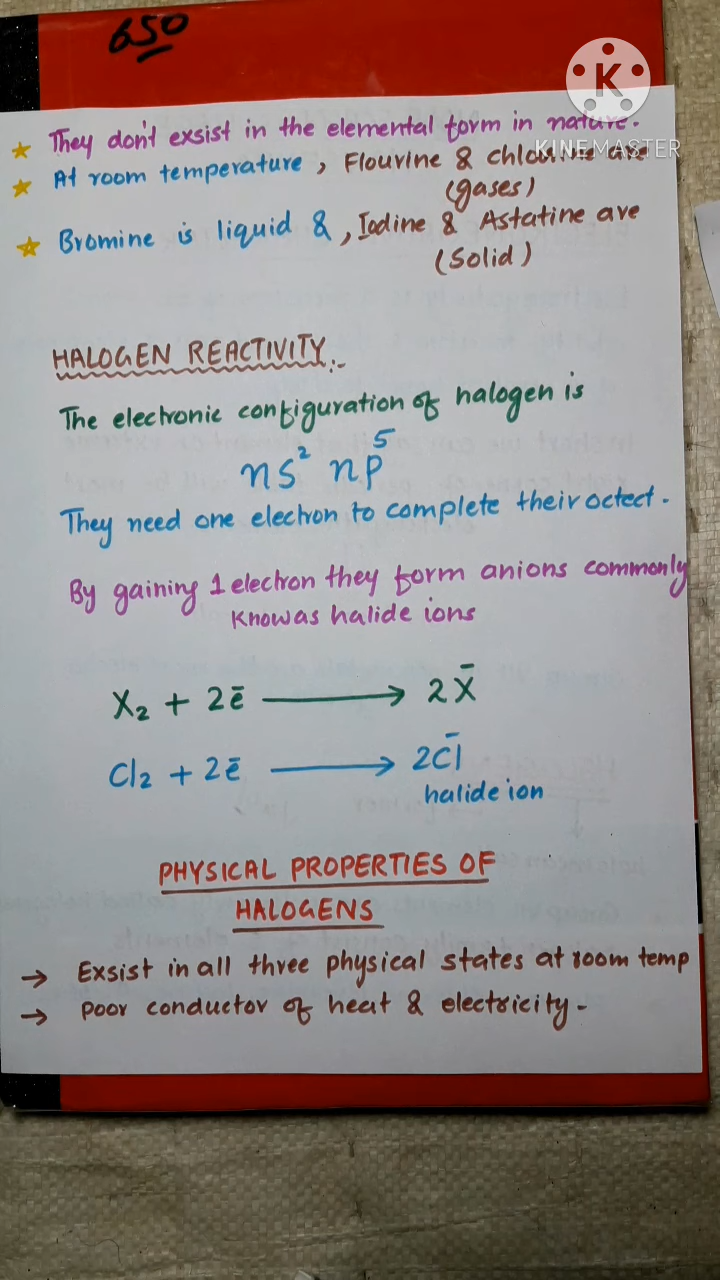 650
K
They don't exsist in the elemental form in nature.
KINEMASTER
At room temperature, Flourine & chlorine are
(gases)
Bromine is liquid &, Iodine & Astatine are
(Solid)
HALOGEN REACTIVITY:-
The electronic configuration of halogen is
nS² nP⁵
They need one electron to complete their octect.
By gaining 1 electron they form anions commonly
Knowas halide ions
X₂ + 2ē ⟶ 2X̄
Cl₂ + 2ē ⟶ 2C̄l
halide ion
PHYSICAL PROPERTIES OF
HALOGENS
→ Exsist in all three physical states at room temp
→ Poor conductor of heat & electricity -